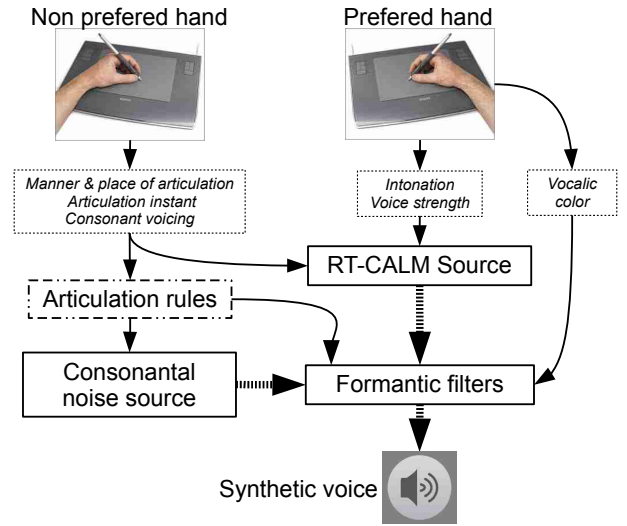 Non prefered hand
Prefered hand
Manner & place of articulation
Articulation instant
Consonant voicing
Intonation
Voice strength
Vocalic
color
RT-CALM Source
Articulation rules
Consonantal
noise source
Formantic filters
Synthetic voice